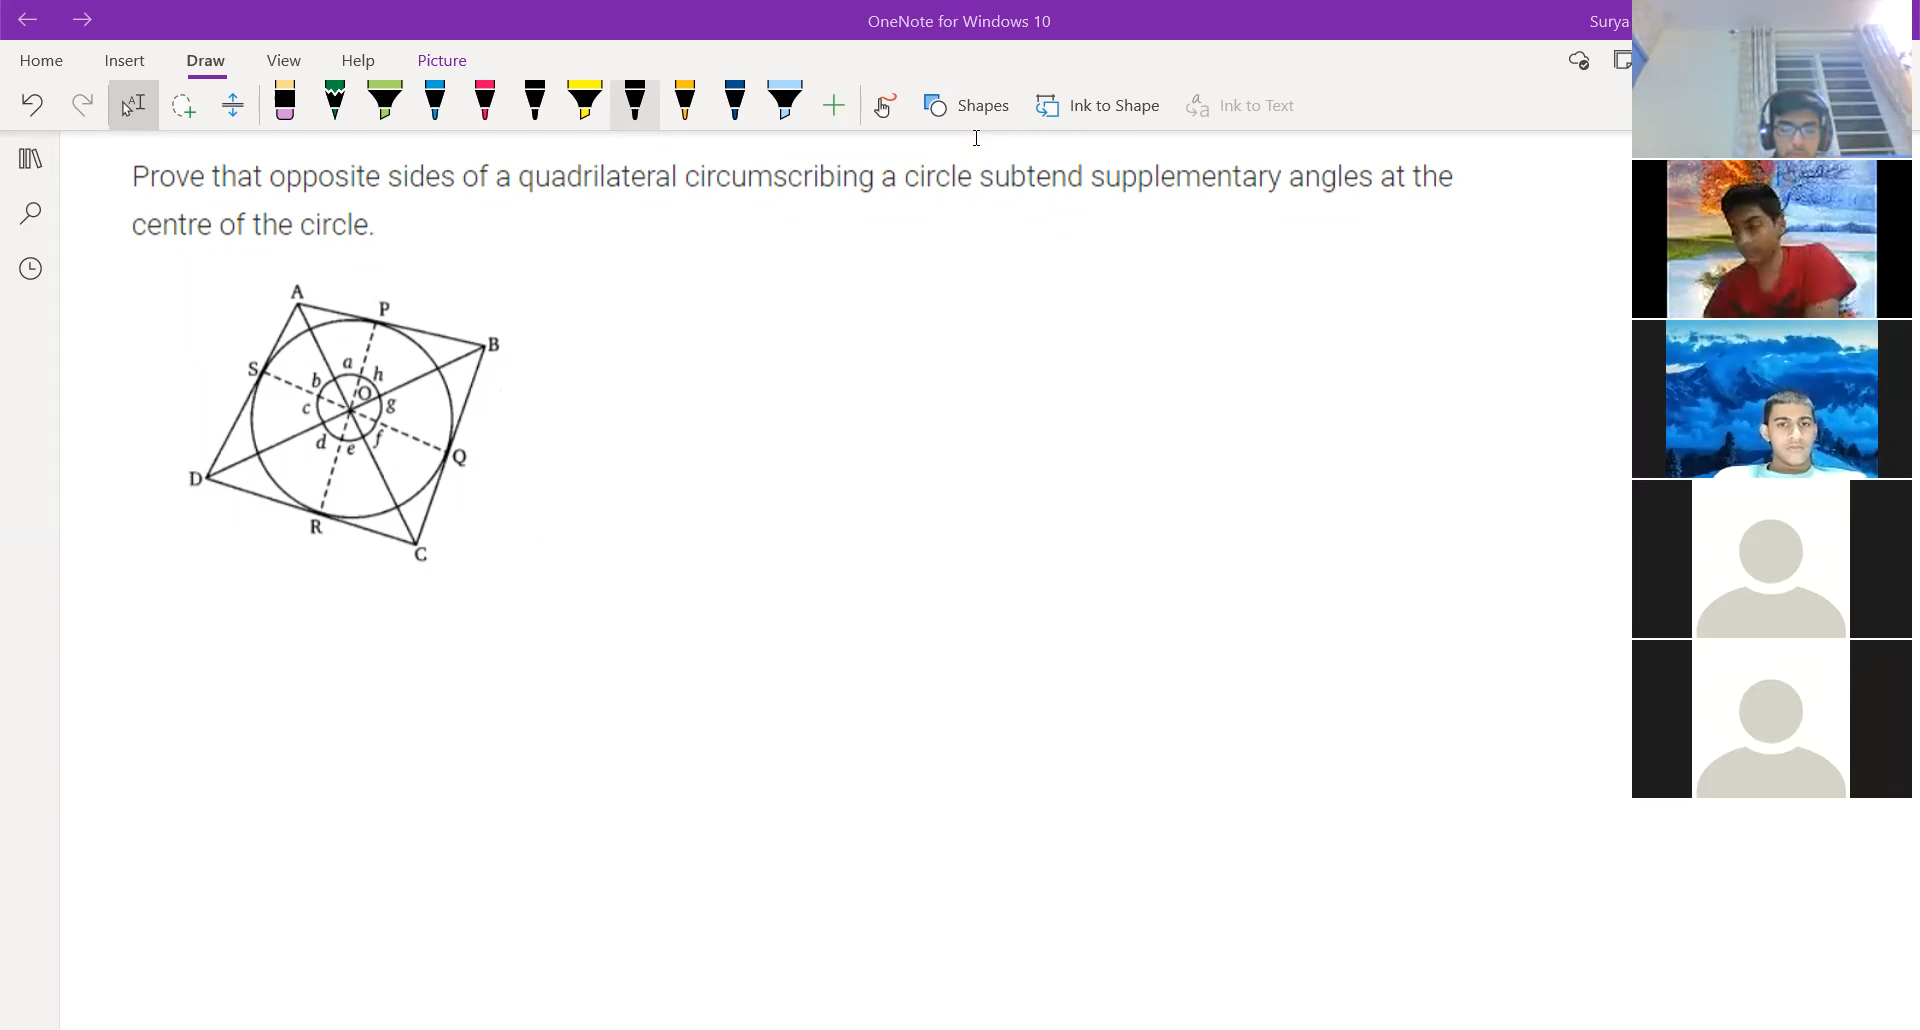 OneNote for Windows 10
Surya
Home Insert Draw View Help Picture
Shapes Ink to Shape Ink to Text
Prove that opposite sides of a quadrilateral circumscribing a circle subtend supplementary angles at the
centre of the circle.
A
P
B
S
a
h
b
O
c
g
d
e
f
Q
D
R
C